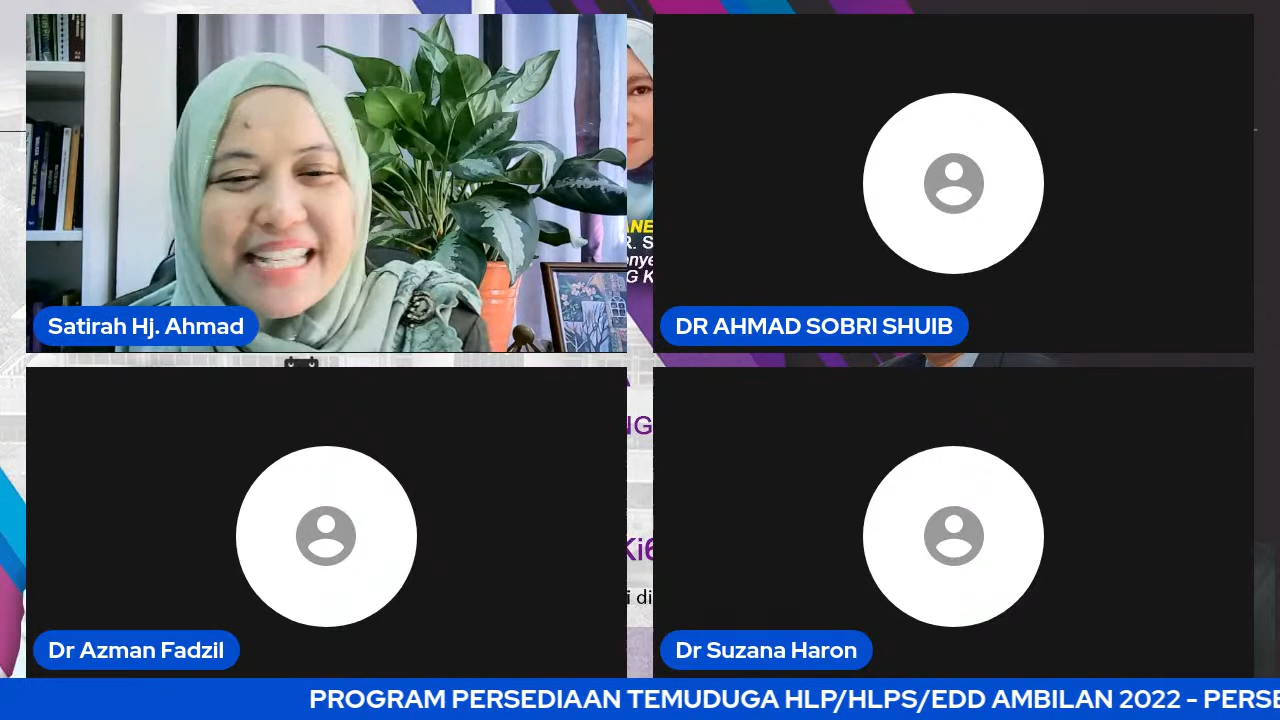 Satirah Hj. Ahmad
DR AHMAD SOBRI SHUIB
Dr Azman Fadzil
Dr Suzana Haron
PROGRAM PERSEDIAAN TEMUDUGA HLP/HLPS/EDD AMBILAN 2022 - PERSE